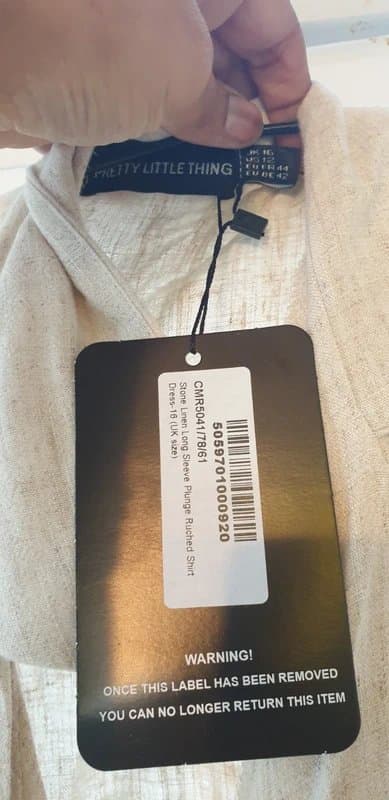 PRETTY LITTLE THING
UK 16
US 12
EU FR 44
EU DE 42
CMR5041/78/61
5059701000920
Stone Linen Long Sleeve Plunge Ruched Shirt
Dress-16 (UK size)
WARNING!
ONCE THIS LABEL HAS BEEN REMOVED
YOU CAN NO LONGER RETURN THIS ITEM